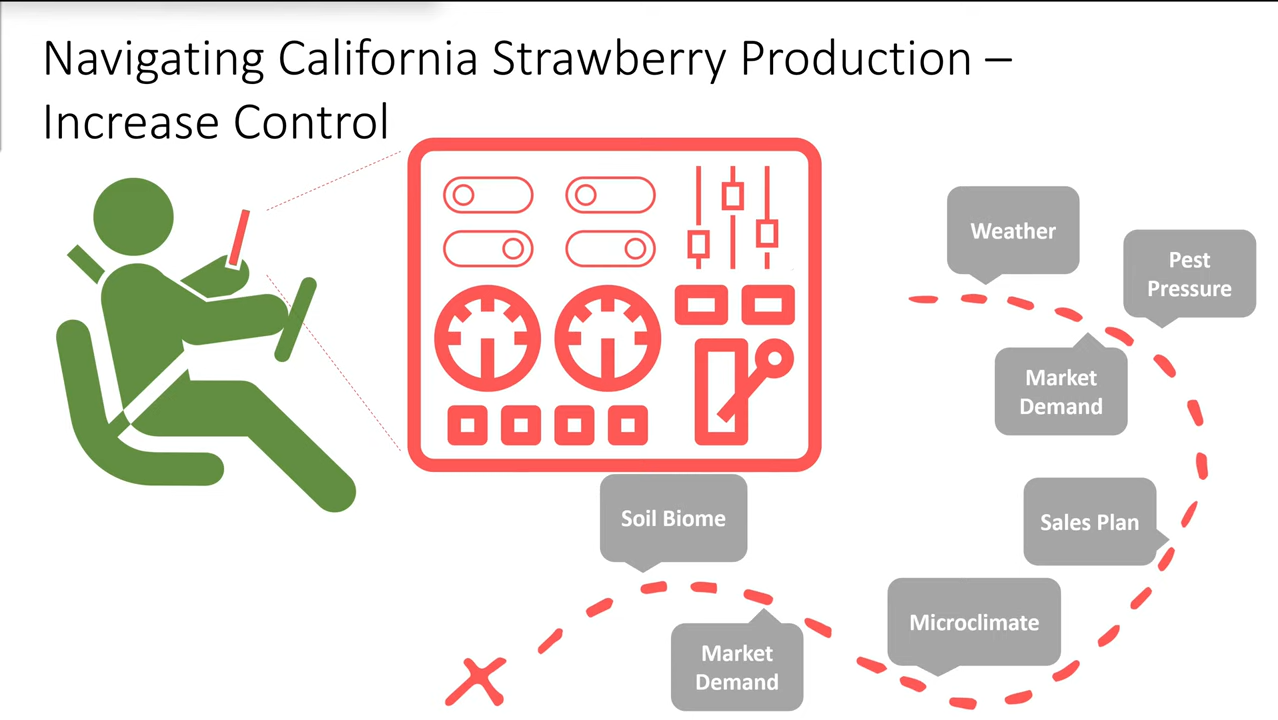 Navigating California Strawberry Production –
Increase Control
Weather
Pest
Pressure
Market
Demand
Sales Plan
Soil Biome
Microclimate
Market
Demand